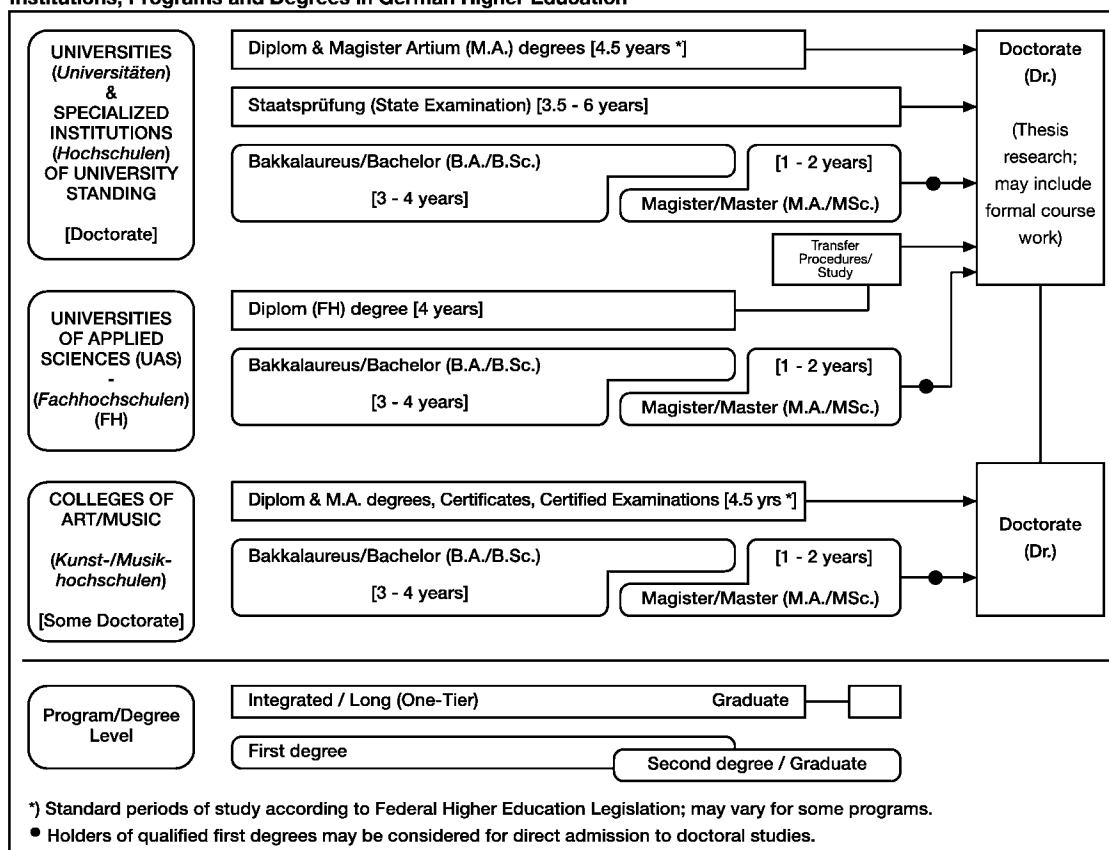 Institutions, Programs and Degrees in German Higher Education
UNIVERSITIES
(Universitäten)
&
SPECIALIZED
INSTITUTIONS
(Hochschulen)
OF UNIVERSITY
STANDING
[Doctorate]
Diplom & Magister Artium (M.A.) degrees [4.5 years *]
Staatsprüfung (State Examination) [3.5 - 6 years]
Bakkalaureus/Bachelor (B.A./B.Sc.)
[3 - 4 years]
[1 - 2 years]
Magister/Master (M.A./MSc.)
Doctorate
(Dr.)
(Thesis
research;
may include
formal course
work)
Transfer
Procedures/
Study
UNIVERSITIES
OF APPLIED
SCIENCES (UAS)
-
(Fachhochschulen)
(FH)
Diplom (FH) degree [4 years]
Bakkalaureus/Bachelor (B.A./B.Sc.)
[3 - 4 years]
[1 - 2 years]
Magister/Master (M.A./MSc.)
COLLEGES OF
ART/MUSIC
(Kunst-/Musik-
hochschulen)
[Some Doctorate]
Diplom & M.A. degrees, Certificates, Certified Examinations [4.5 yrs *]
Bakkalaureus/Bachelor (B.A./B.Sc.)
[3 - 4 years]
[1 - 2 years]
Magister/Master (M.A./MSc.)
Doctorate
(Dr.)
Program/Degree
Level
Integrated / Long (One-Tier) Graduate
First degree
Second degree / Graduate
*) Standard periods of study according to Federal Higher Education Legislation; may vary for some programs.
● Holders of qualified first degrees may be considered for direct admission to doctoral studies.